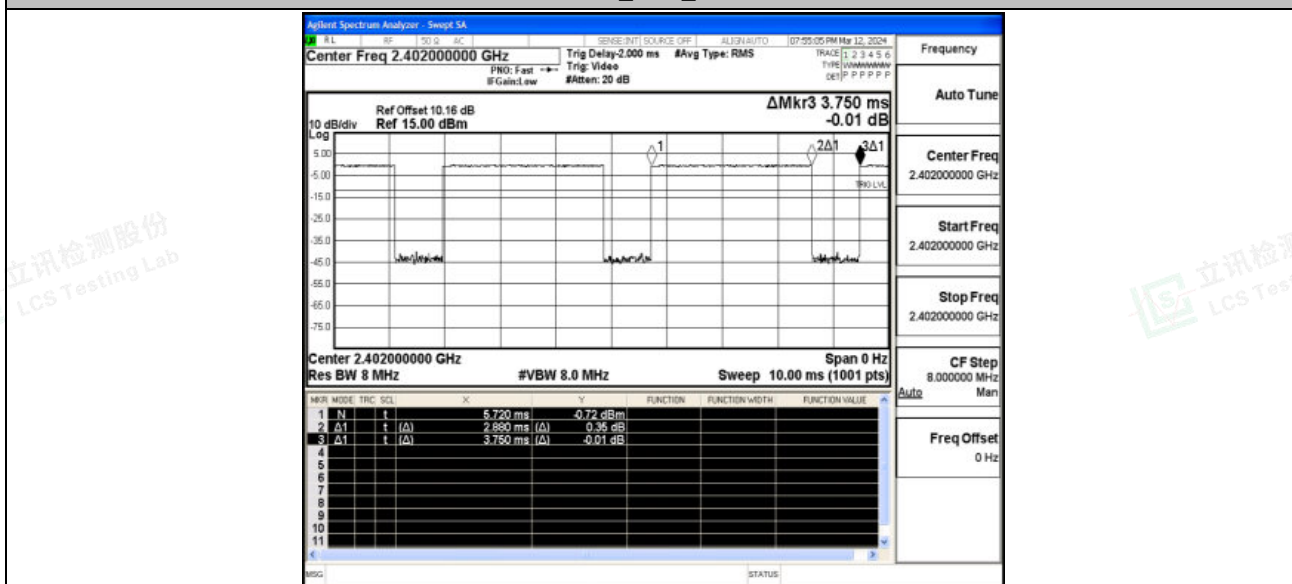 Agilent Spectrum Analyzer - Swept SA
RL RF 50 Ω AC SENSE:INT SOURCE OFF ALIGN AUTO 07:55:05 PM Mar 12, 2024
Center Freq 2.402000000 GHz
PNO: Fast
IFGain:Low
Trig Delay-2.000 ms #Avg Type: RMS
Trig: Video
#Atten: 20 dB
TRACE 1 2 3 4 5 6
TYPE
DET P P P P P P
Frequency
Auto Tune
Center Freq
2.402000000 GHz
Start Freq
2.402000000 GHz
Stop Freq
2.402000000 GHz
CF Step
8.000000 MHz
Auto Man
Freq Offset
0 Hz
ΔMkr3 3.750 ms
-0.01 dB
Ref Offset 10.16 dB
10 dB/div Ref 15.00 dBm
Log
5.00
-5.00
-15.0
-25.0
-35.0
-45.0
-55.0
-65.0
-75.0
1
2Δ1
3Δ1
TRIG LVL
Center 2.402000000 GHz Span 0 Hz
Res BW 8 MHz #VBW 8.0 MHz Sweep 10.00 ms (1001 pts)
MKR MODE TRC SCL X Y FUNCTION FUNCTION WIDTH FUNCTION VALUE
1 N t 5.720 ms -0.72 dBm
2 Δ1 t (Δ) 2.880 ms (Δ) 0.35 dB
3 Δ1 t (Δ) 3.750 ms (Δ) -0.01 dB
4
5
6
7
8
9
10
11
MSG STATUS
立讯检测股份
LCS Testing Lab
立讯检测
LCS Test